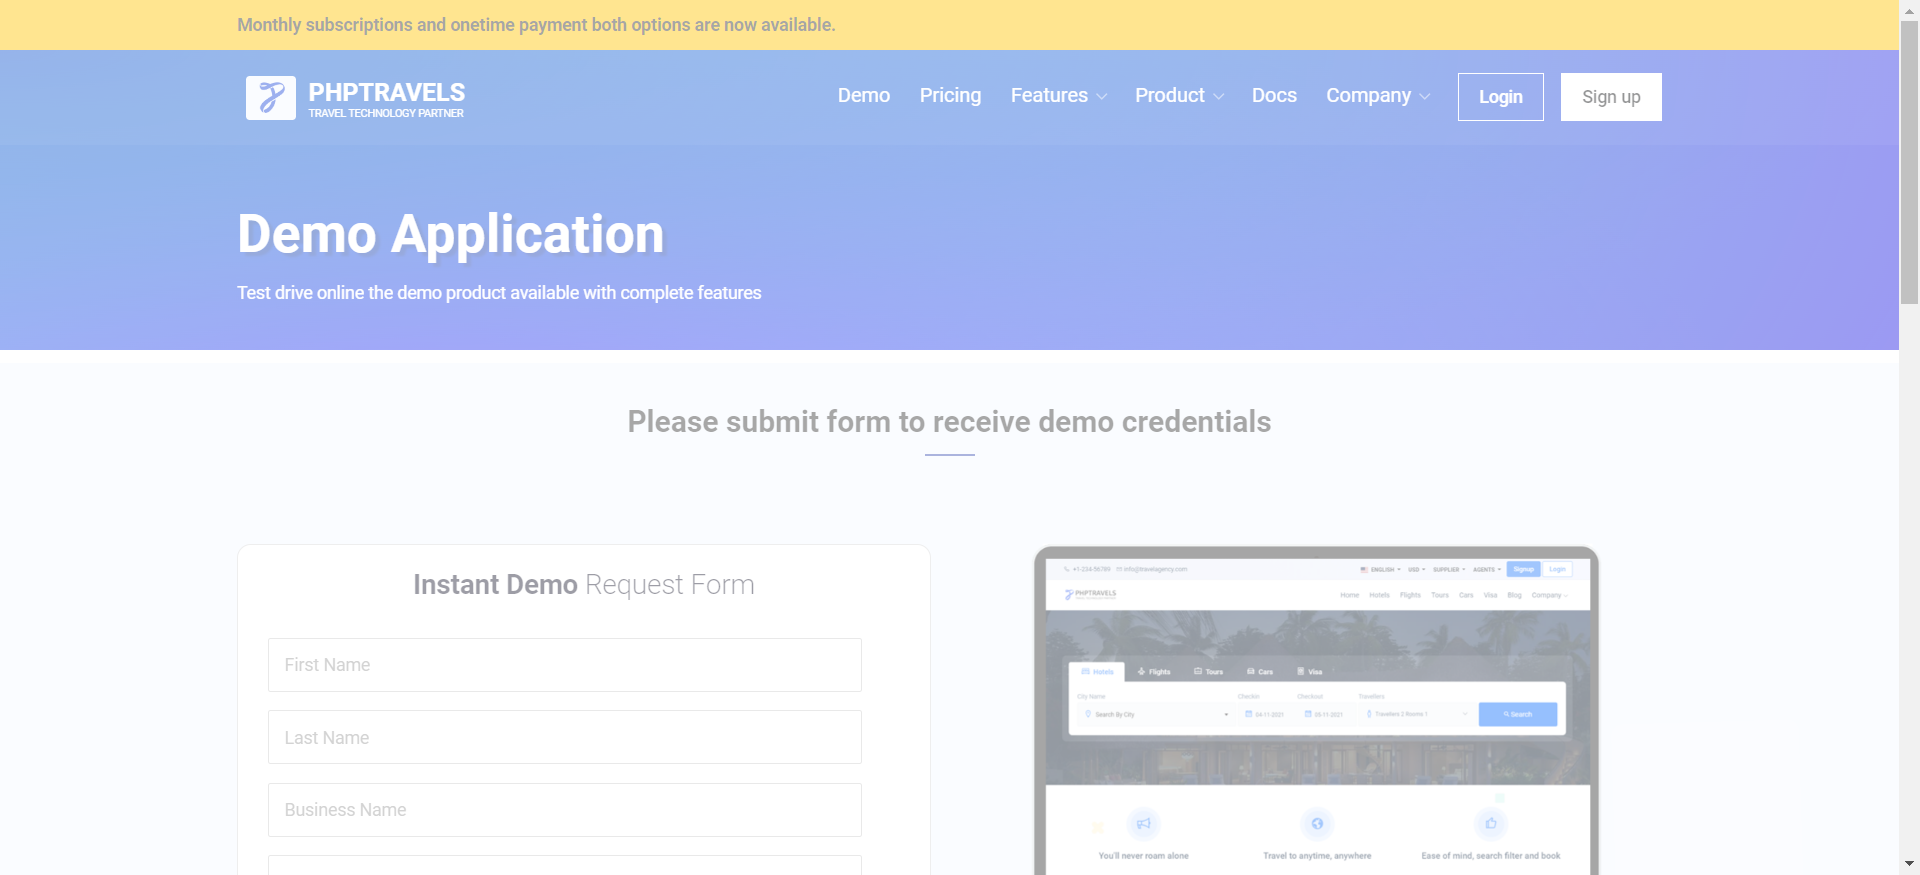 Monthly subscriptions and onetime payment both options are now available.
PHPTRAVELS
TRAVEL TECHNOLOGY PARTNER
Demo Pricing Features Product Docs Company Login Sign up
Demo Application
Test drive online the demo product available with complete features
Please submit form to receive demo credentials
Instant Demo Request Form
First Name
Last Name
Business Name
+1-234-56789 info@travelagency.com ENGLISH USD SUPPLIER AGENTS Signup Login
PHPTRAVELS
Home Hotels Flights Tours Cars Visa Blog Company
Hotels Flights Tours Cars Visa
City Name Checkin Checkout Travellers
Search By City 04-11-2021 05-11-2021 Travellers 2 Rooms 1 Search
You'll never roam alone Travel to anytime, anywhere Ease of mind, search filter and book